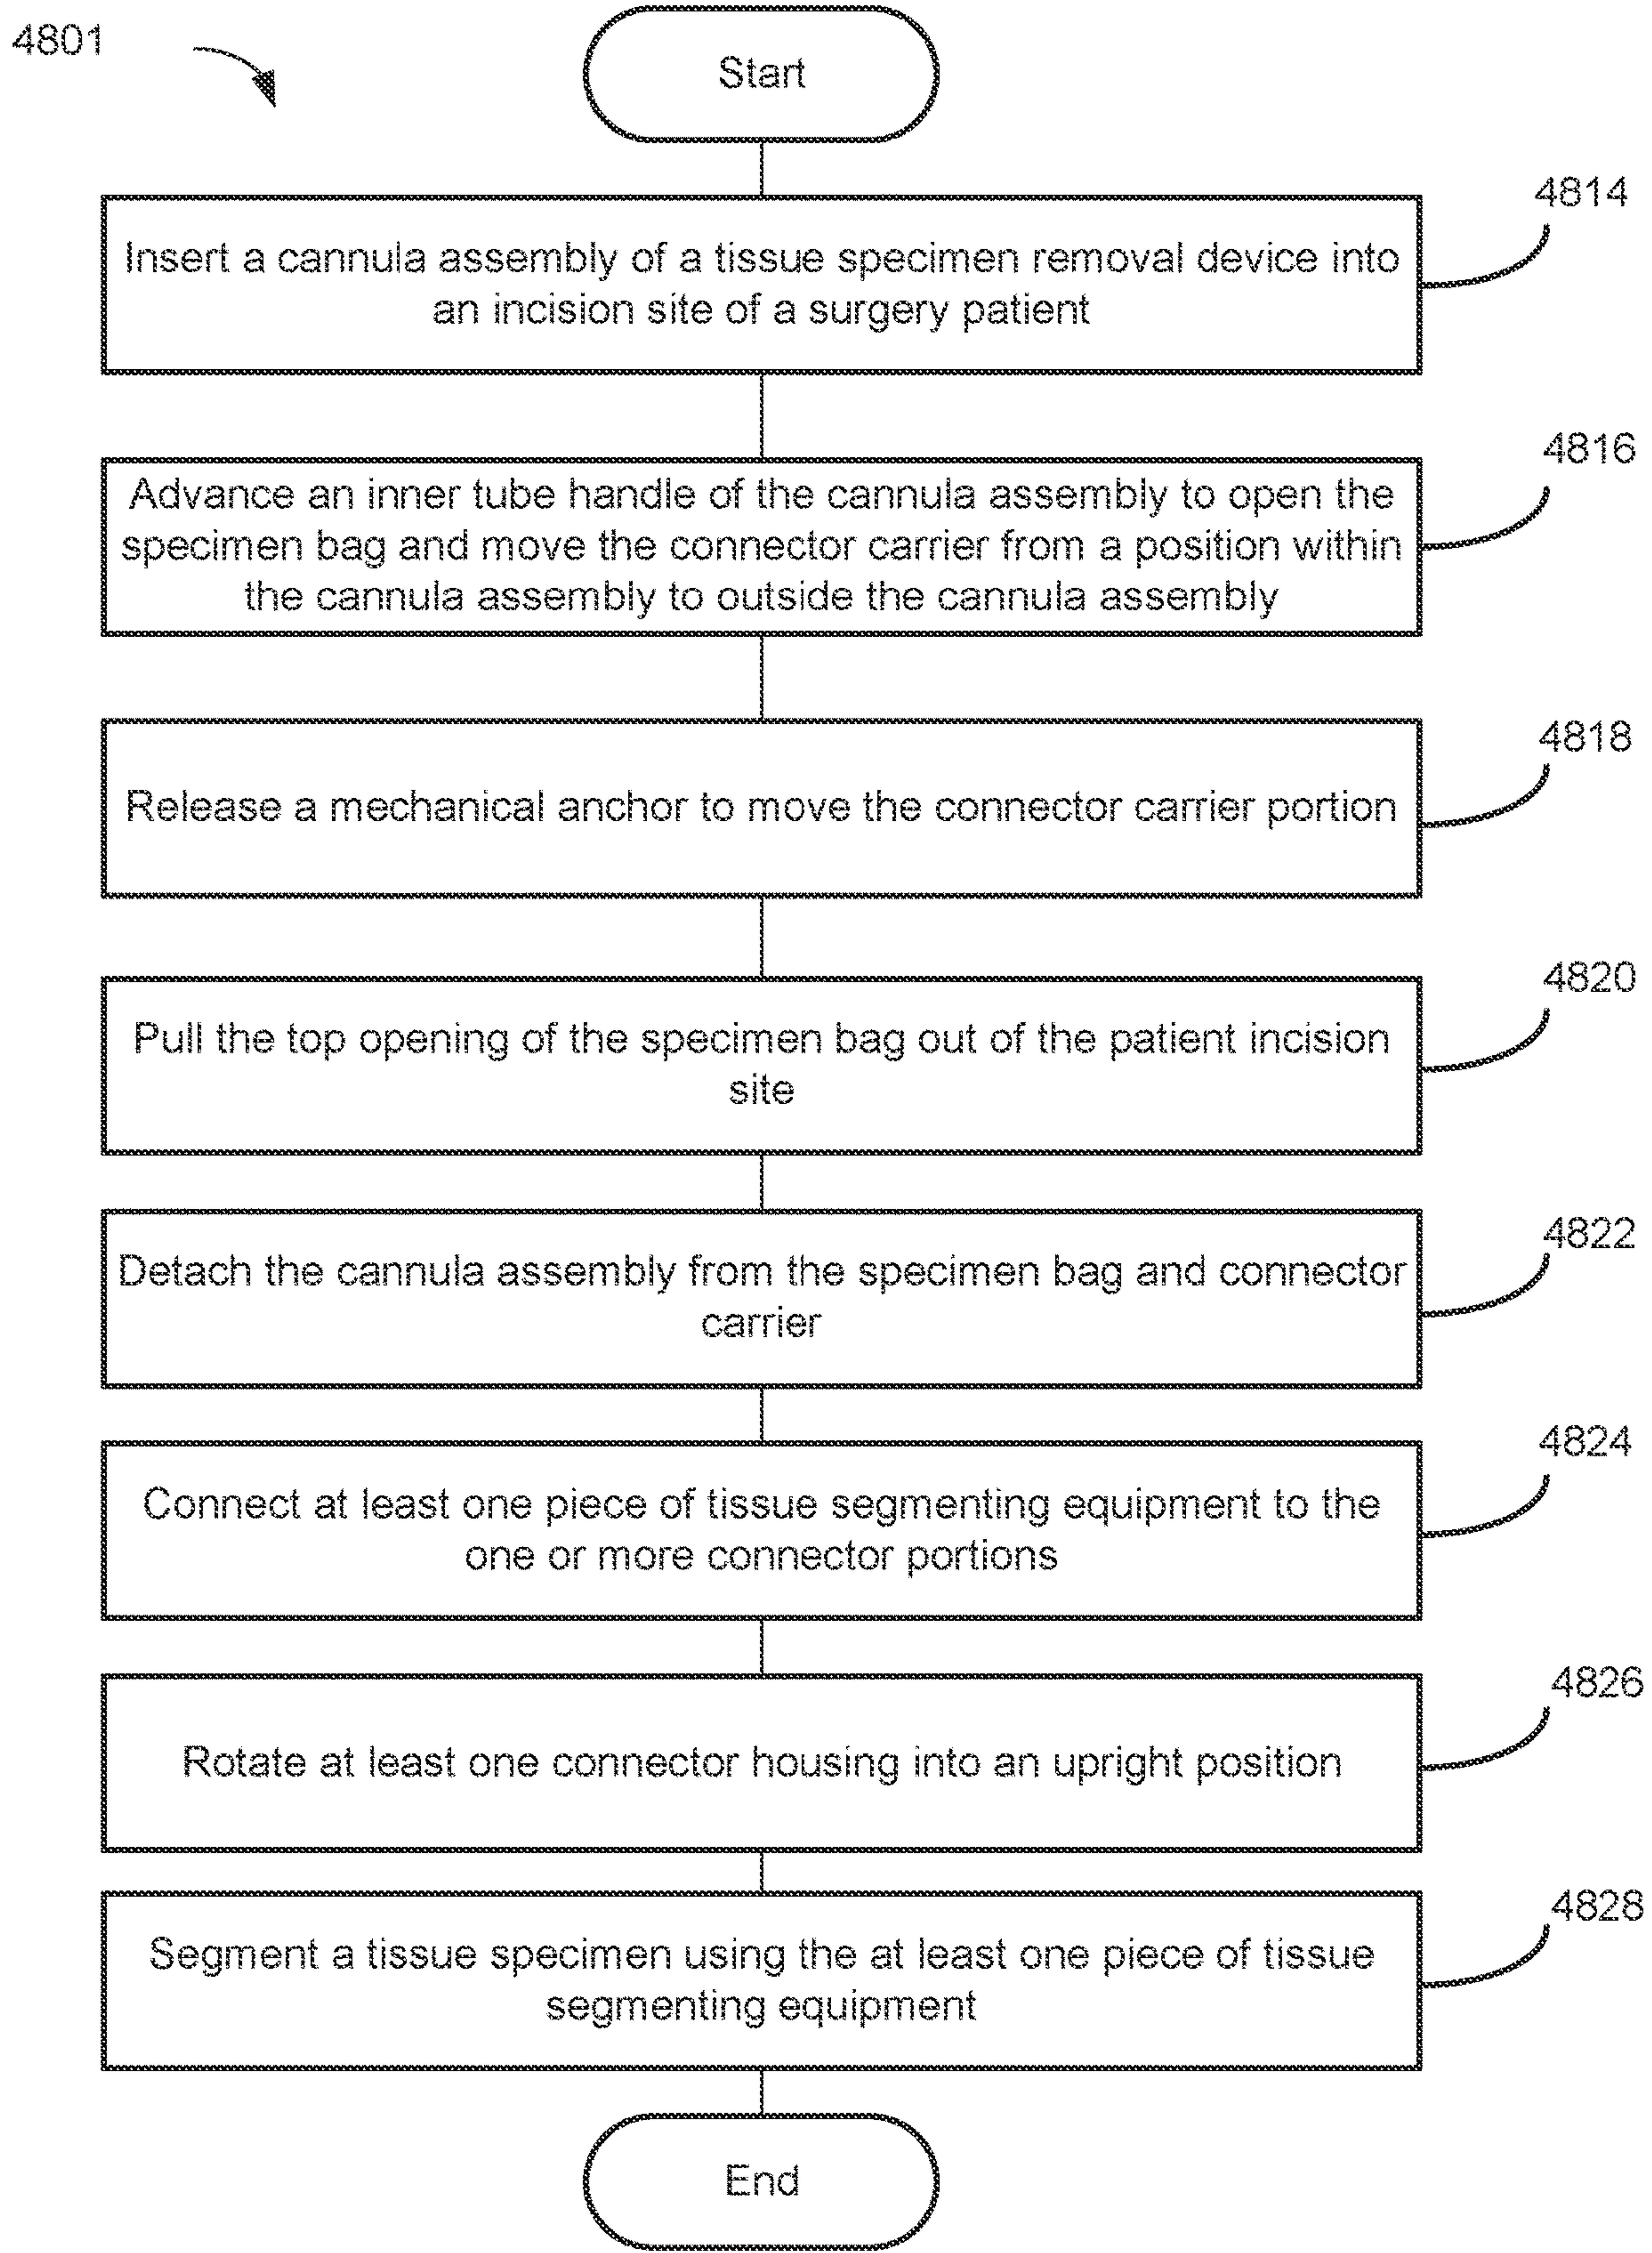 4801
Start
4814
Insert a cannula assembly of a tissue specimen removal device into
an incision site of a surgery patient
4816
Advance an inner tube handle of the cannula assembly to open the
specimen bag and move the connector carrier from a position within
the cannula assembly to outside the cannula assembly
4818
Release a mechanical anchor to move the connector carrier portion
4820
Pull the top opening of the specimen bag out of the patient incision
site
4822
Detach the cannula assembly from the specimen bag and connector
carrier
4824
Connect at least one piece of tissue segmenting equipment to the
one or more connector portions
4826
Rotate at least one connector housing into an upright position
4828
Segment a tissue specimen using the at least one piece of tissue
segmenting equipment
End